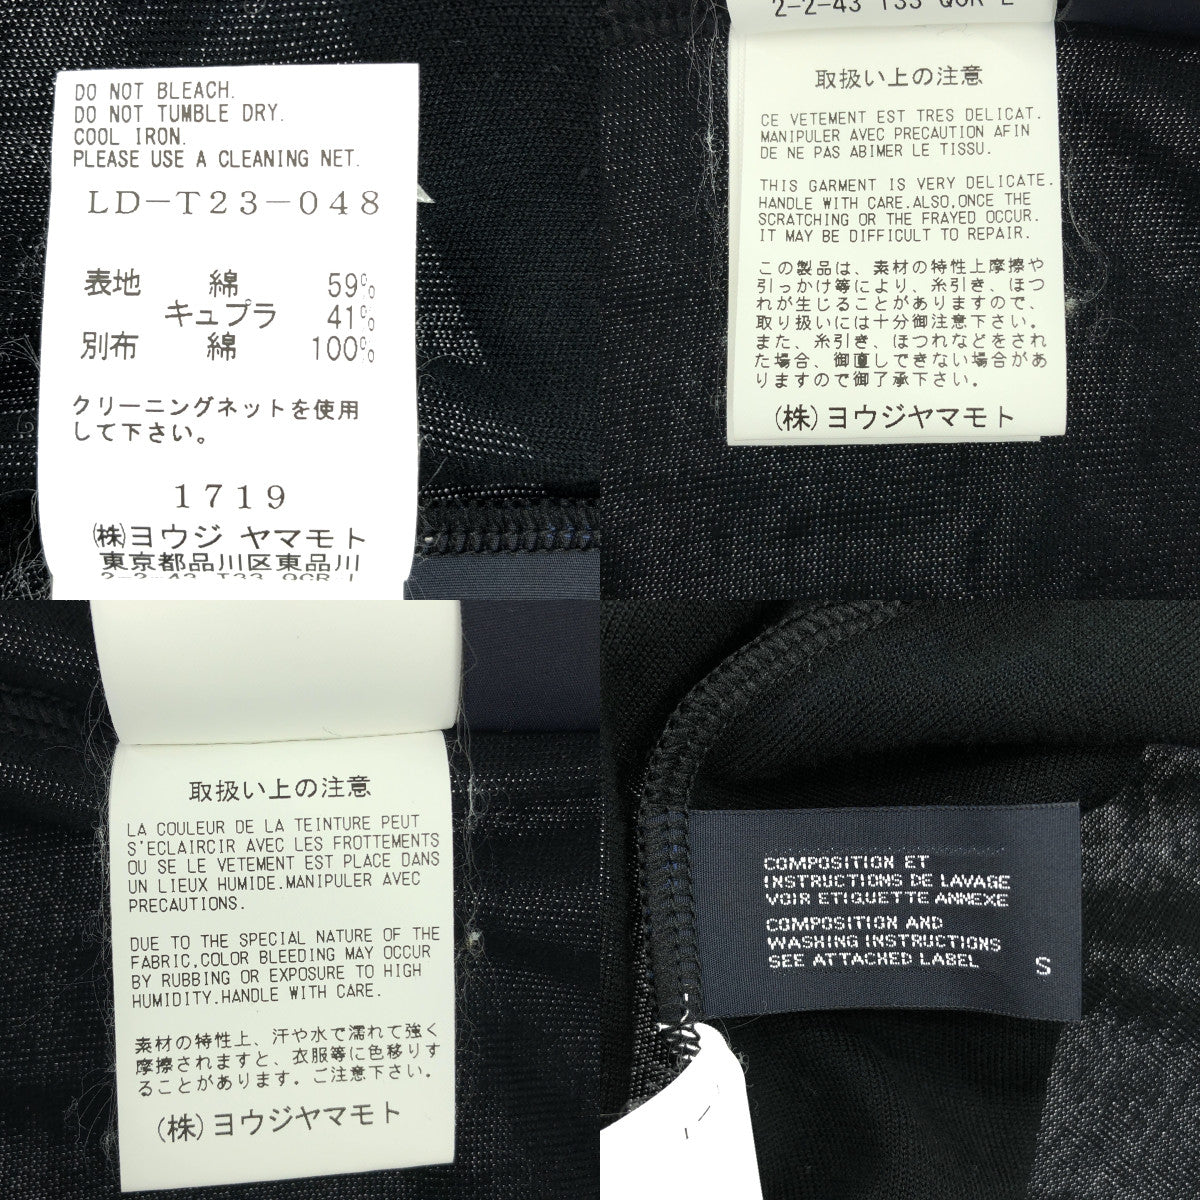 DO NOT BLEACH.
DO NOT TUMBLE DRY.
COOL IRON.
PLEASE USE A CLEANING NET.
LD-T23-048
表地 綿 59%
キュプラ 41%
別布 綿 100%
クリーニングネットを使用
して下さい。
1719
(株)ヨウジ ヤマモト
東京都品川区東品川
2-2-43 T33 QCR L
2-2-43 T33 QCR L
取扱い上の注意
CE VETEMENT EST TRES DELICAT.
MANIPULER AVEC PRECAUTION AFIN
DE NE PAS ABIMER LE TISSU.
THIS GARMENT IS VERY DELICATE.
HANDLE WITH CARE.ALSO,ONCE THE
SCRATCHING OR THE FRAYED OCCUR.
IT MAY BE DIFFICULT TO REPAIR.
この製品は、素材の特性上摩擦や
引っかけ等により、糸引き、ほつ
れが生じることがありますので、
取り扱いには十分御注意下さい。
また、糸引き、ほつれなどをされ
た場合、御直しできない場合があ
りますので御了承下さい。
(株)ヨウジヤマモト
取扱い上の注意
LA COULEUR DE LA TEINTURE PEUT
S'ECLAIRCIR AVEC LES FROTTEMENTS
OU SE LE VETEMENT EST PLACE DANS
UN LIEUX HUMIDE.MANIPULER AVEC
PRECAUTIONS.
DUE TO THE SPECIAL NATURE OF THE
FABRIC,COLOR BLEEDING MAY OCCUR
BY RUBBING OR EXPOSURE TO HIGH
HUMIDITY.HANDLE WITH CARE.
素材の特性上、汗や水で濡れて強く
摩擦されますと、衣服等に色移りす
ることがあります。ご注意下さい。
(株)ヨウジヤマモト
COMPOSITION ET
INSTRUCTIONS DE LAVAGE
VOIR ETIQUETTE ANNEXE
COMPOSITION AND
WASHING INSTRUCTIONS
SEE ATTACHED LABEL
S